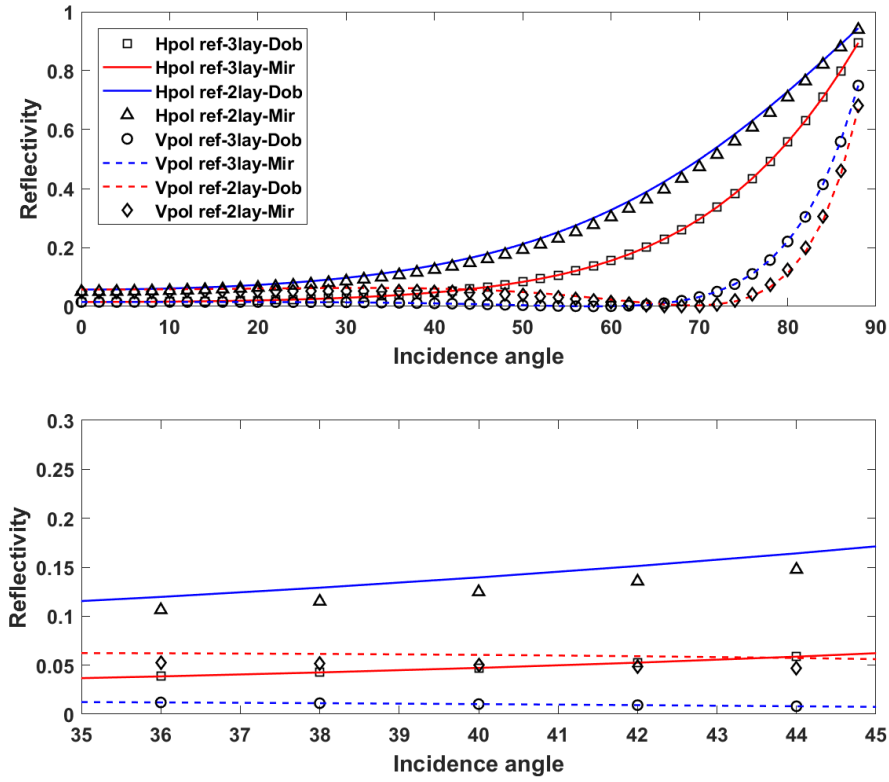 1
0.8
0.6
0.4
0.2
0
Reflectivity
Hpol ref-3lay-Dob
Hpol ref-3lay-Mir
Hpol ref-2lay-Dob
Hpol ref-2lay-Mir
Vpol ref-3lay-Dob
Vpol ref-3lay-Mir
Vpol ref-2lay-Dob
Vpol ref-2lay-Mir
0 10 20 30 40 50 60 70 80 90
Incidence angle
0.3
0.25
0.2
0.15
0.1
0.05
0
Reflectivity
35 36 37 38 39 40 41 42 43 44 45
Incidence angle